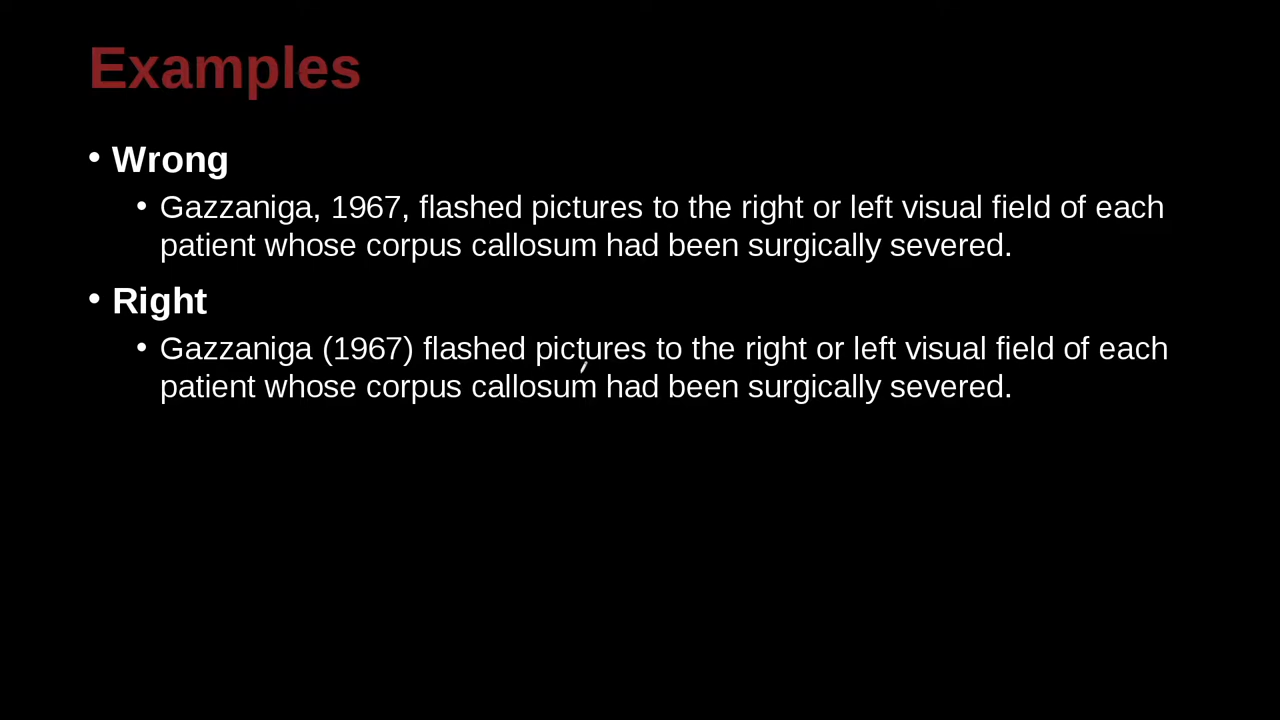 Examples
• Wrong
• Gazzaniga, 1967, flashed pictures to the right or left visual field of each
patient whose corpus callosum had been surgically severed.
• Right
• Gazzaniga (1967) flashed pictures to the right or left visual field of each
patient whose corpus callosum had been surgically severed.